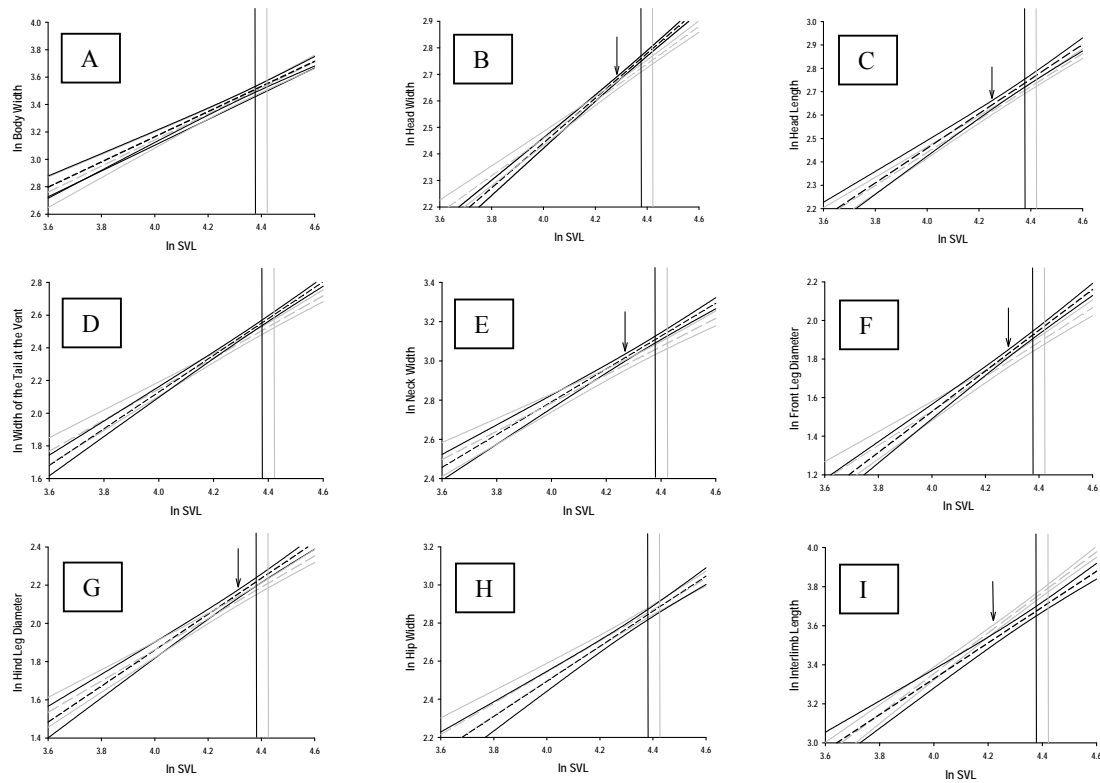 4.0
3.8
3.6
3.4
3.2
3.0
2.8
2.6
ln Body Width
A
3.6 3.8 4.0 4.2 4.4 4.6
ln SVL
2.9
2.8
2.7
2.6
2.5
2.4
2.3
2.2
ln Head Width
B
3.6 3.8 4.0 4.2 4.4 4.6
ln SVL
3.0
2.9
2.8
2.7
2.6
2.5
2.4
2.3
2.2
ln Head Length
C
3.6 3.8 4.0 4.2 4.4 4.6
ln SVL
2.8
2.6
2.4
2.2
2.0
1.8
1.6
ln Width of the Tail at the Vent
D
3.6 3.8 4.0 4.2 4.4 4.6
ln SVL
3.4
3.2
3.0
2.8
2.6
2.4
ln Neck Width
E
3.6 3.8 4.0 4.2 4.4 4.6
ln SVL
2.2
2.0
1.8
1.6
1.4
1.2
ln Front Leg Diameter
F
3.6 3.8 4.0 4.2 4.4 4.6
ln SVL
2.4
2.2
2.0
1.8
1.6
1.4
ln Hind Leg Diameter
G
3.6 3.8 4.0 4.2 4.4 4.6
ln SVL
3.2
3.0
2.8
2.6
2.4
2.2
ln Hip Width
H
3.6 3.8 4.0 4.2 4.4 4.6
ln SVL
4.0
3.8
3.6
3.4
3.2
3.0
ln Interlimb Length
I
3.6 3.8 4.0 4.2 4.4 4.6
ln SVL